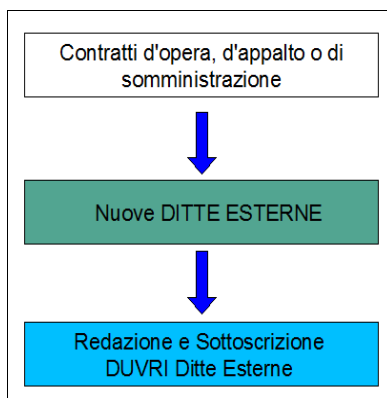 Contratti d'opera, d'appalto o di
somministrazione
Nuove DITTE ESTERNE
Redazione e Sottoscrizione
DUVRI Ditte Esterne